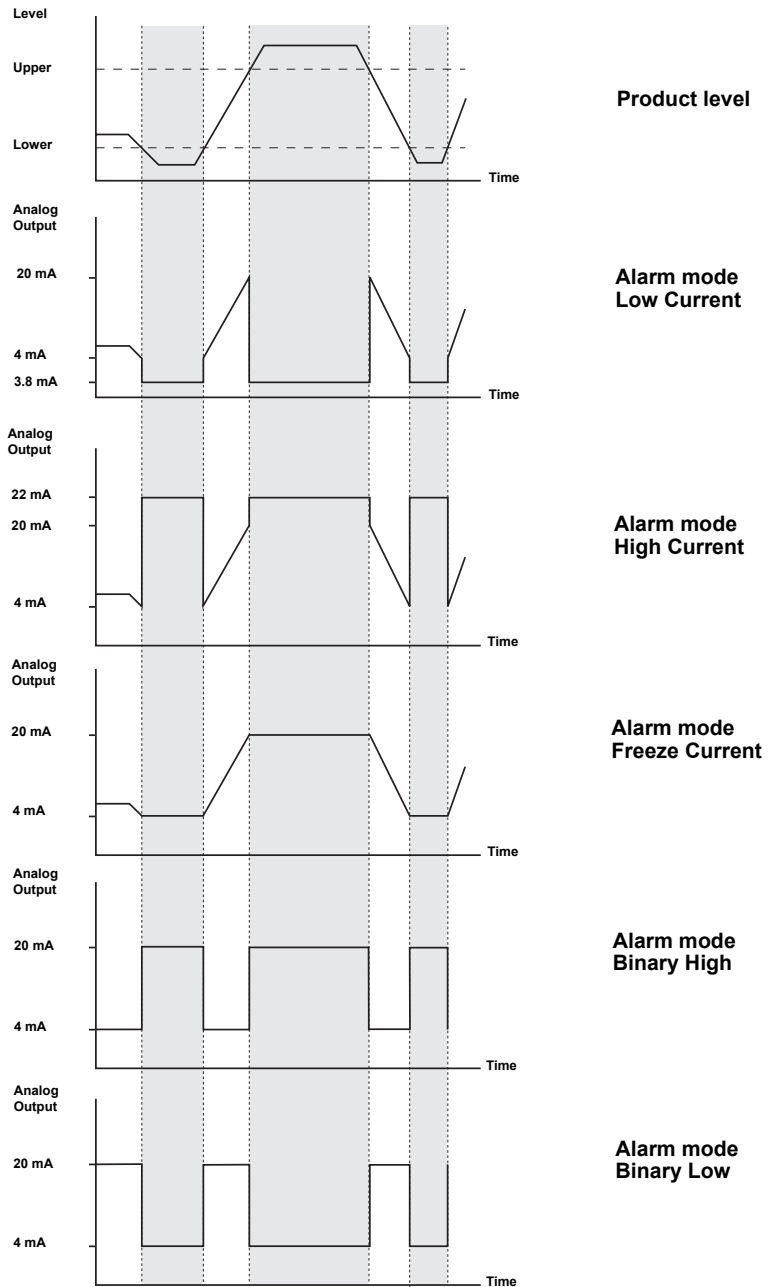 Level
Upper
Lower
Time
Product level
Analog
Output
20 mA
4 mA
3.8 mA
Time
Alarm mode
Low Current
Analog
Output
22 mA
20 mA
4 mA
Time
Alarm mode
High Current
Analog
Output
20 mA
4 mA
Time
Alarm mode
Freeze Current
Analog
Output
20 mA
4 mA
Time
Alarm mode
Binary High
Analog
Output
20 mA
4 mA
Time
Alarm mode
Binary Low